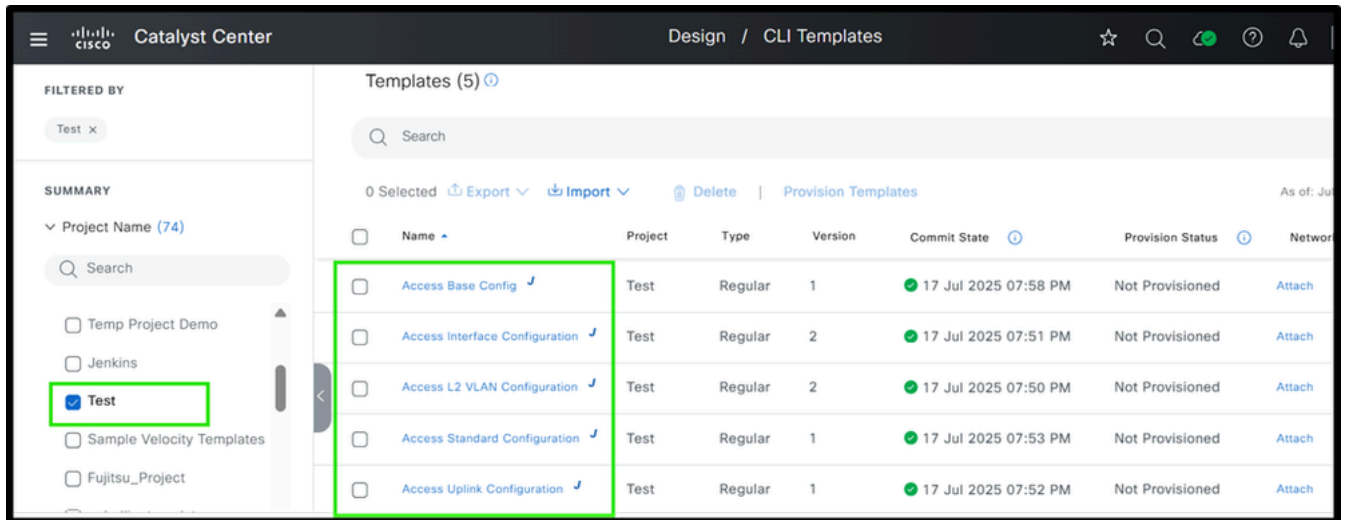 cisco Catalyst Center
Design / CLI Templates
FILTERED BY
Test ×
SUMMARY
Project Name (74)
Search
Temp Project Demo
Jenkins
Test
Sample Velocity Templates
Fujitsu_Project
Templates (5)
Search
0 Selected Export Import Delete | Provision Templates As of:
Name Project Type Version Commit State Provision Status
Access Base Config J Test Regular 1 17 Jul 2025 07:58 PM Not Provisioned Attach
Access Interface Configuration J Test Regular 2 17 Jul 2025 07:51 PM Not Provisioned Attach
Access L2 VLAN Configuration J Test Regular 2 17 Jul 2025 07:50 PM Not Provisioned Attach
Access Standard Configuration J Test Regular 1 17 Jul 2025 07:53 PM Not Provisioned Attach
Access Uplink Configuration J Test Regular 1 17 Jul 2025 07:52 PM Not Provisioned Attach